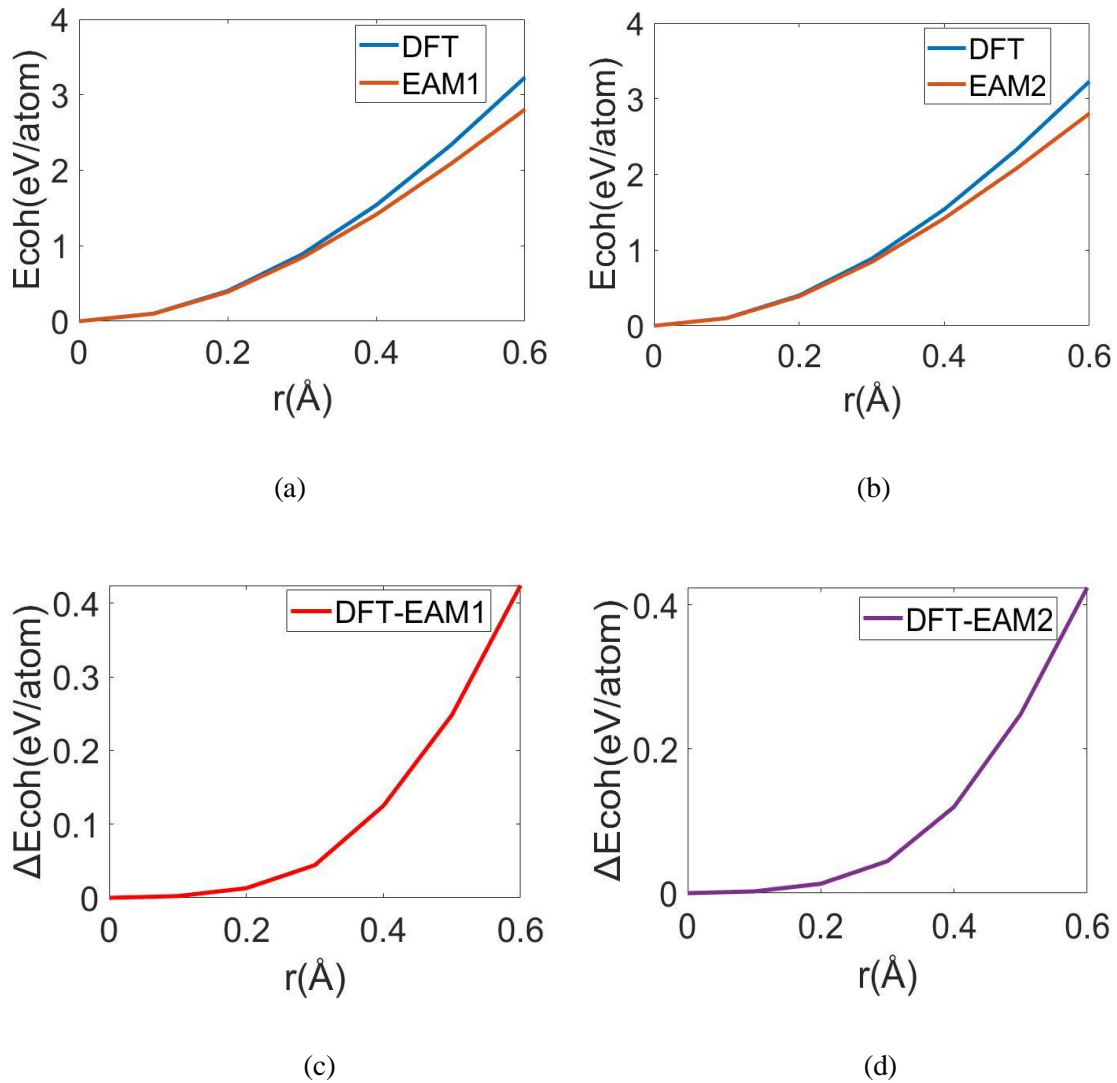 4
3
2
1
0
Ecoh(eV/atom)
DFT
EAM1
0 0.2 0.4 0.6
r(Å)
(a)
4
3
2
1
0
Ecoh(eV/atom)
DFT
EAM2
0 0.2 0.4 0.6
r(Å)
(b)
0.4
0.3
0.2
0.1
0
ΔEcoh(eV/atom)
DFT-EAM1
0 0.2 0.4 0.6
r(Å)
(c)
0.4
0.2
0
ΔEcoh(eV/atom)
DFT-EAM2
0 0.2 0.4 0.6
r(Å)
(d)